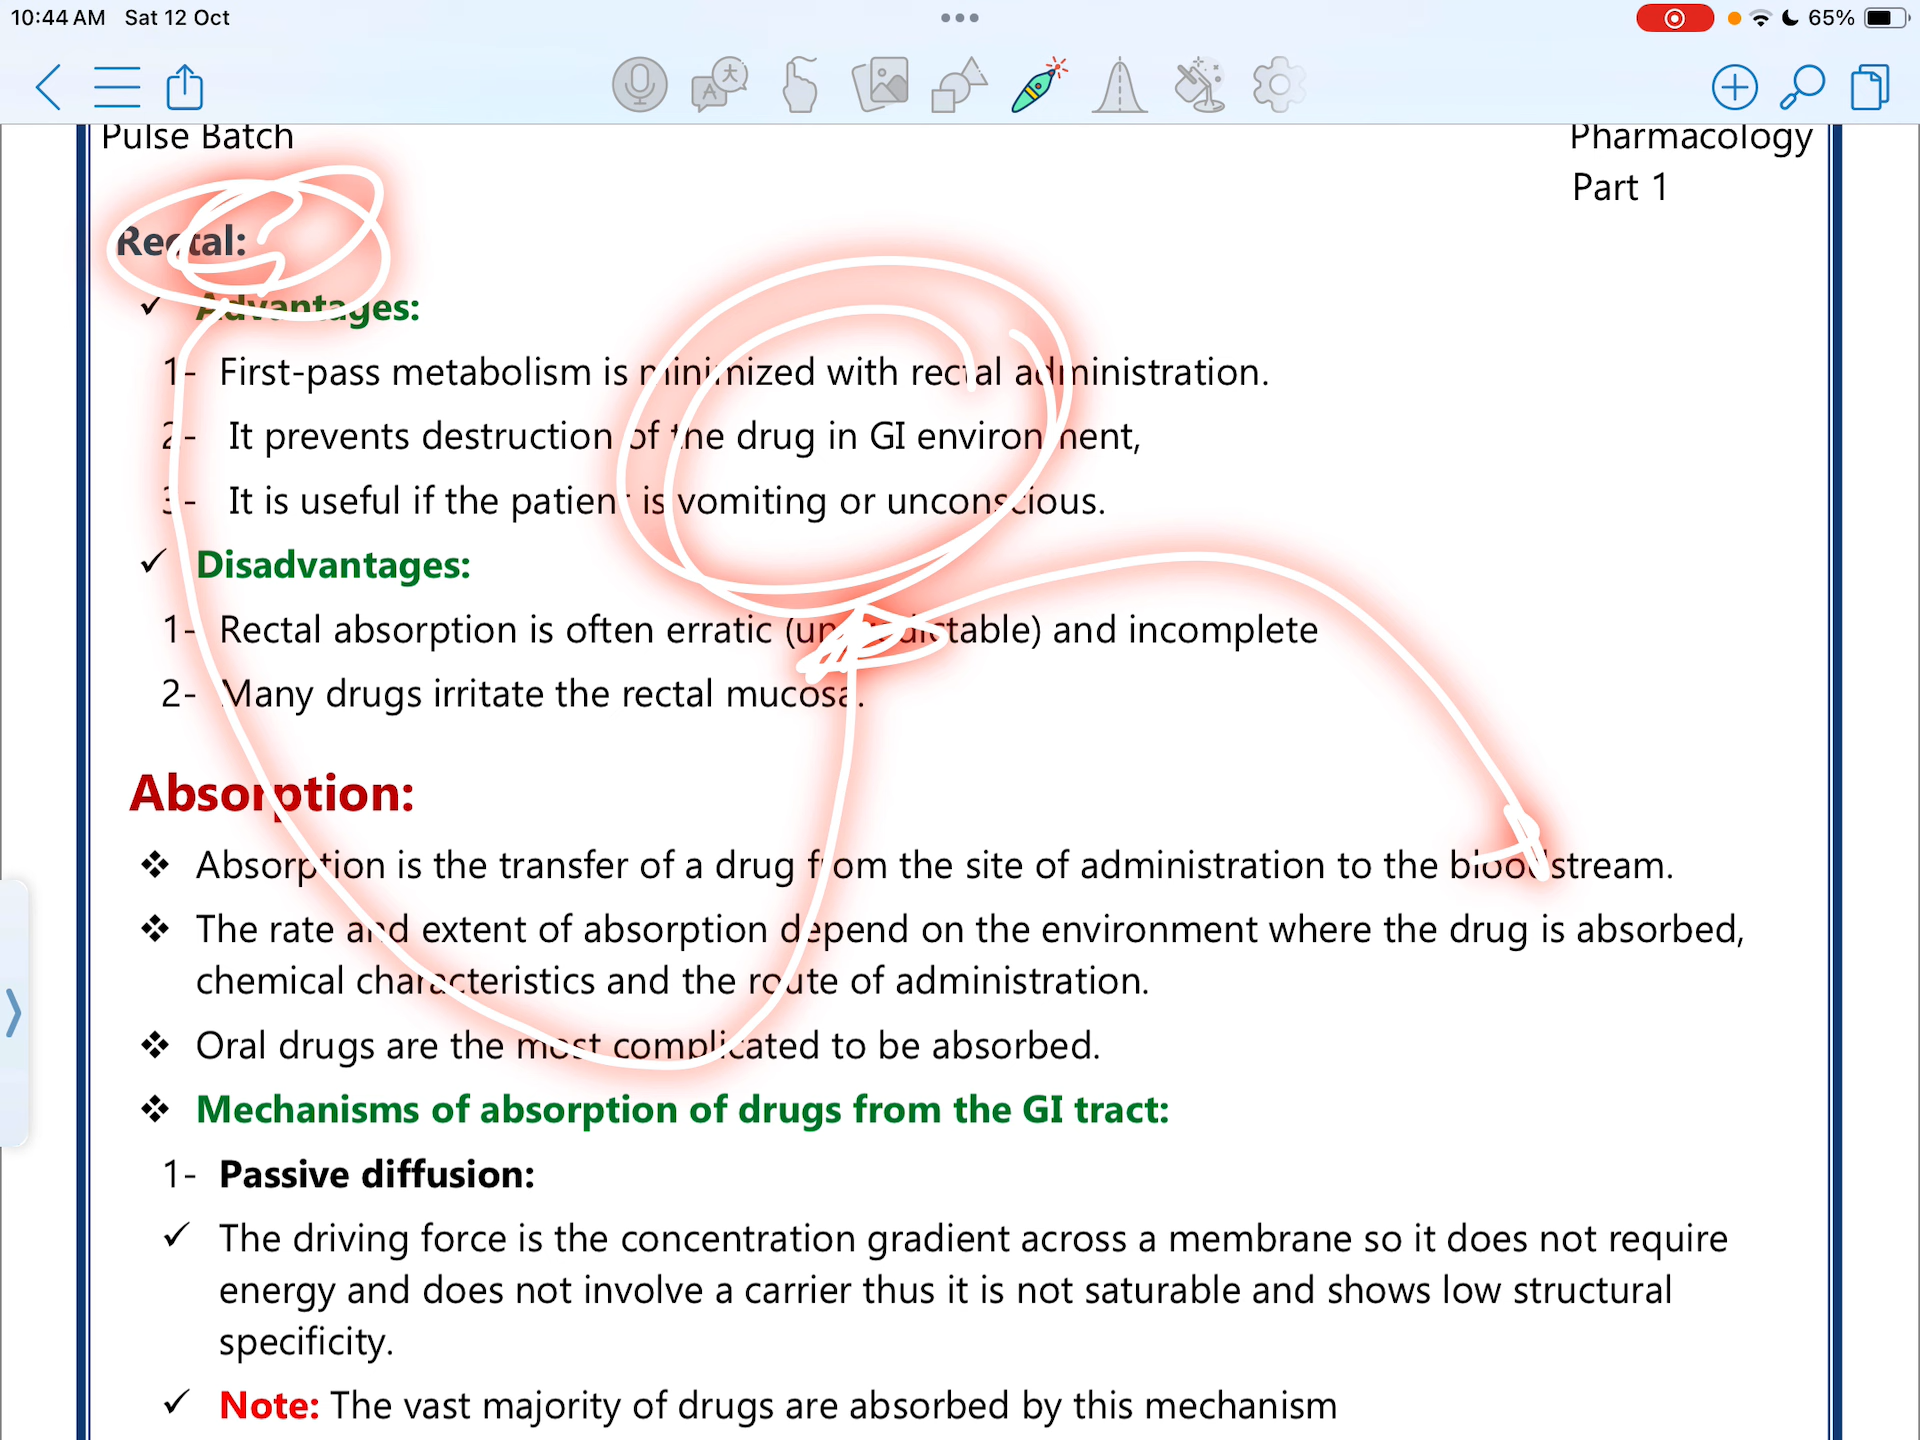 10:44 AM Sat 12 Oct
65%
Pulse Batch
Pharmacology
Part 1
Rectal:
✓ Advantages:
1- First-pass metabolism is minimized with rectal administration.
2- It prevents destruction of the drug in GI environment,
3- It is useful if the patient is vomiting or unconscious.
✓ Disadvantages:
1- Rectal absorption is often erratic (unpredictable) and incomplete
2- Many drugs irritate the rectal mucosa.
Absorption:
❖ Absorption is the transfer of a drug from the site of administration to the bloodstream.
❖ The rate and extent of absorption depend on the environment where the drug is absorbed,
chemical characteristics and the route of administration.
❖ Oral drugs are the most complicated to be absorbed.
❖ Mechanisms of absorption of drugs from the GI tract:
1- Passive diffusion:
✓ The driving force is the concentration gradient across a membrane so it does not require
energy and does not involve a carrier thus it is not saturable and shows low structural
specificity.
✓ Note: The vast majority of drugs are absorbed by this mechanism